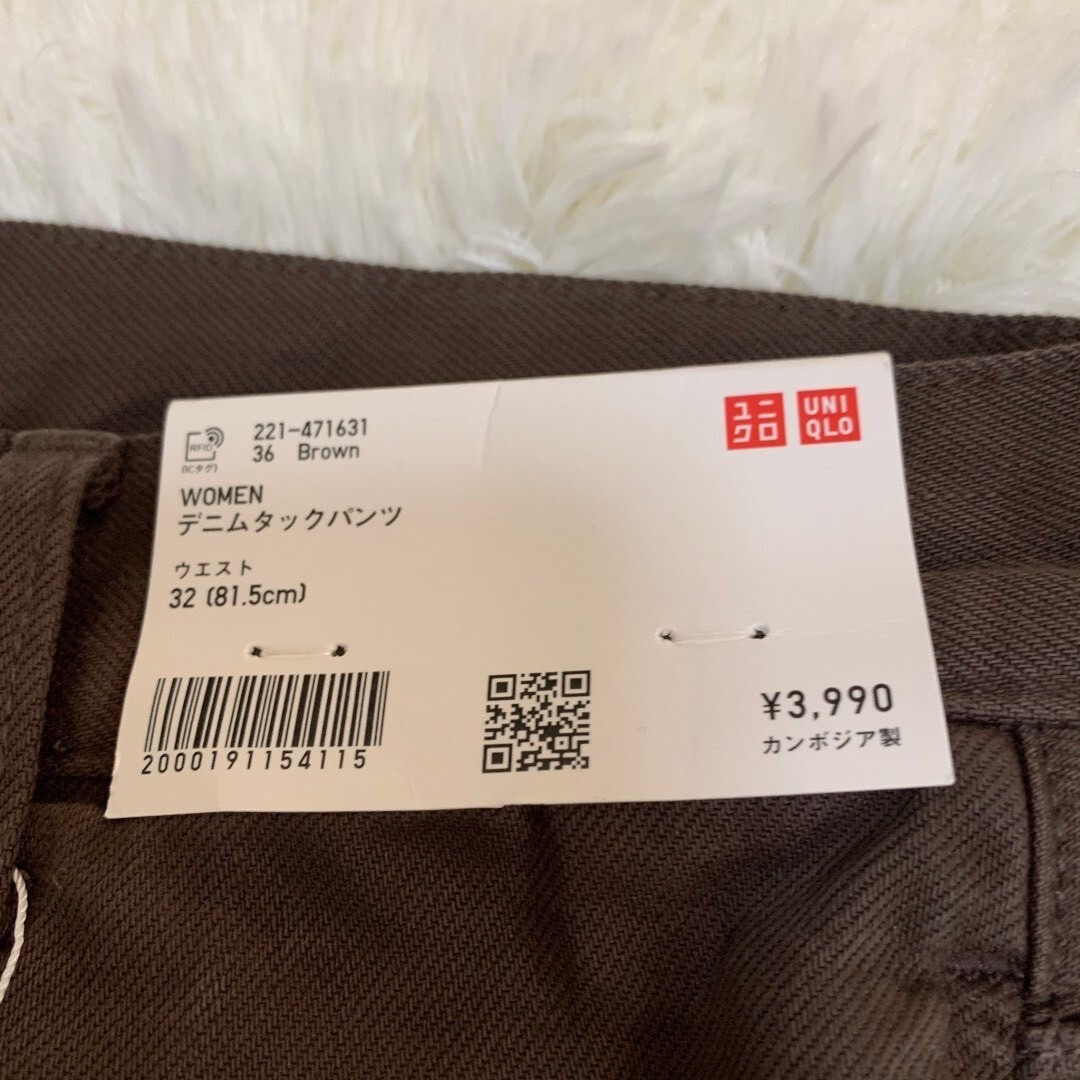 RFID
(ICタグ)
221-471631
36 Brown
ユニ
クロ
UNI
QLO
WOMEN
デニムタックパンツ
ウエスト
32 (81.5cm)
2000191154115
¥3,990
カンボジア製